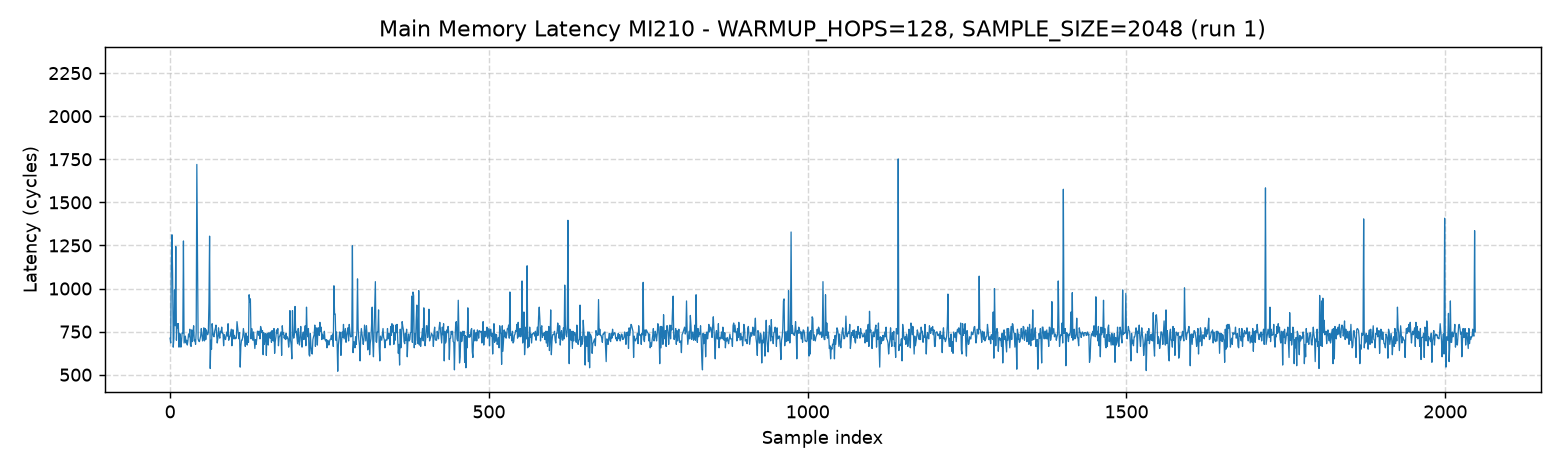 Main Memory Latency MI210 - WARMUP_HOPS=128, SAMPLE_SIZE=2048 (run 1)
Latency (cycles)
2250
2000
1750
1500
1250
1000
750
500
0 500 1000 1500 2000
Sample index